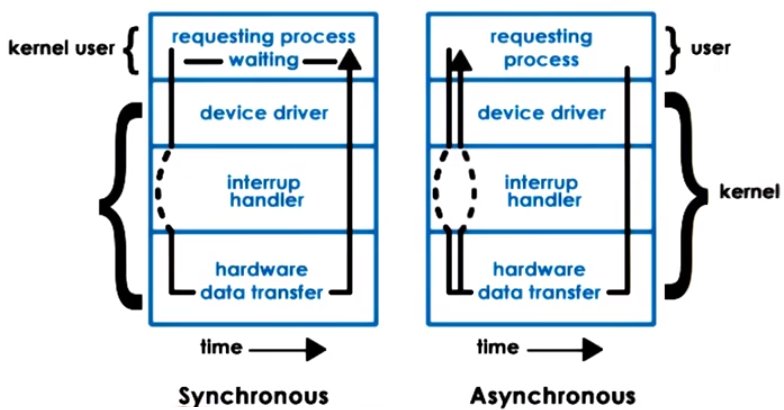 kernel user
requesting process
waiting
device driver
interrup
handler
hardware
data transfer
time
Synchronous
requesting
process
user
device driver
interrup
handler
kernel
hardware
data transfer
time
Asynchronous